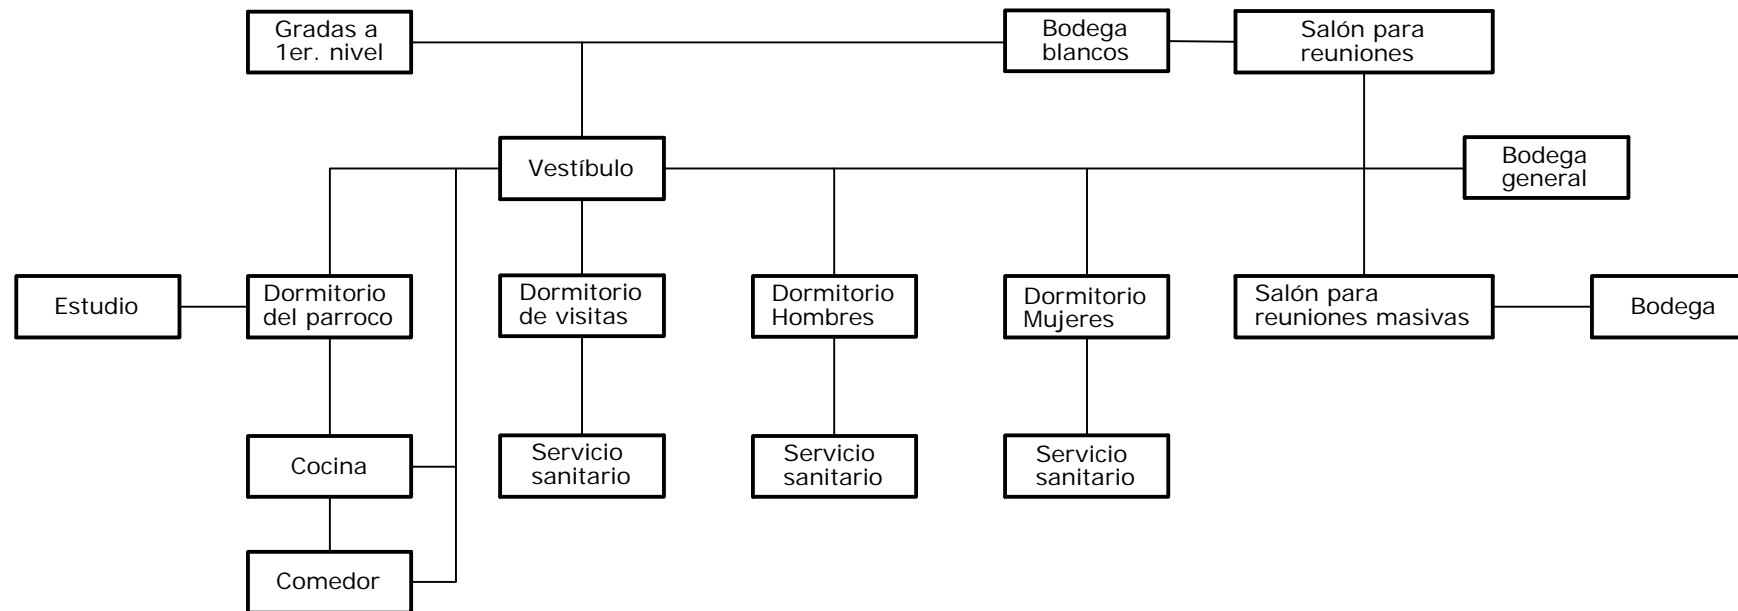 Gradas a
1er. nivel
Bodega
blancos
Salón para
reuniones
Vestíbulo
Bodega
general
Estudio
Dormitorio
del parroco
Dormitorio
de visitas
Dormitorio
Hombres
Dormitorio
Mujeres
Salón para
reuniones masivas
Bodega
Cocina
Servicio
sanitario
Servicio
sanitario
Servicio
sanitario
Comedor